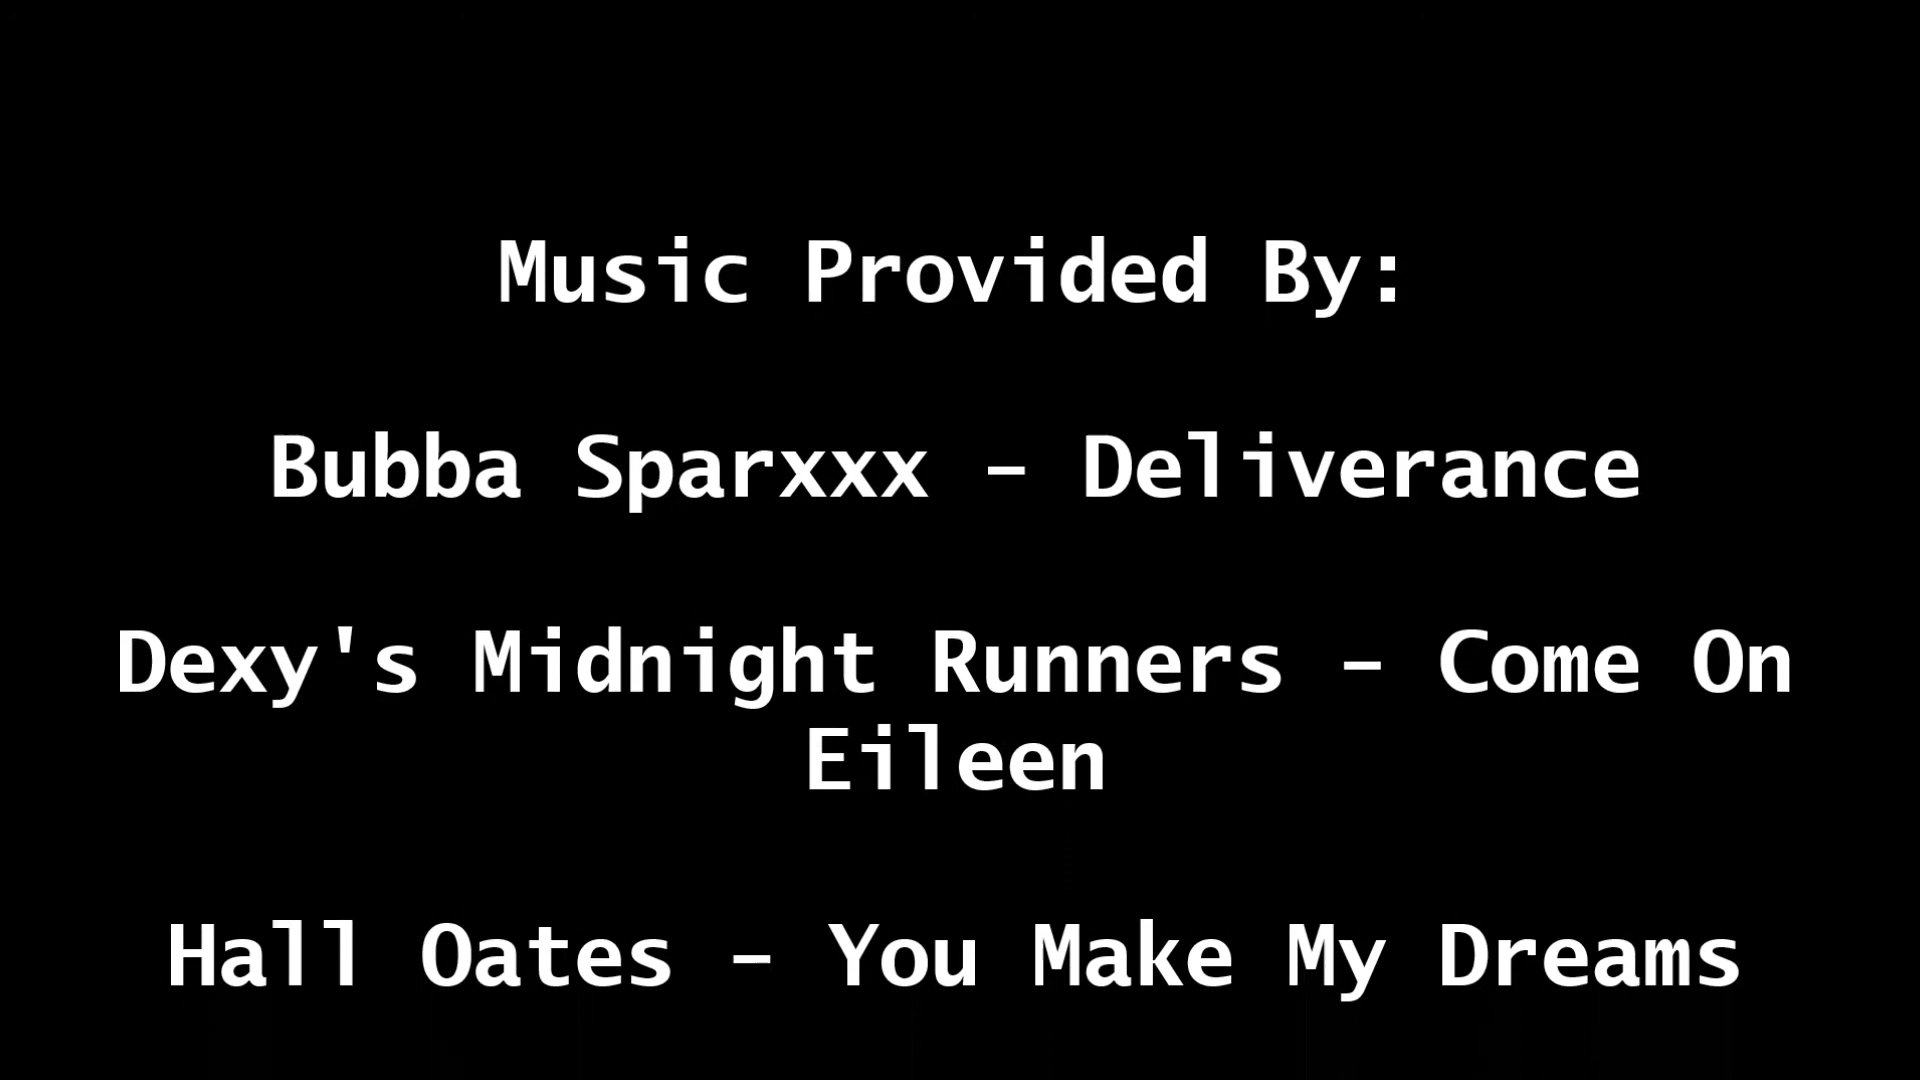 Music Provided By:
Bubba Sparxxx – Deliverance
Dexy's Midnight Runners – Come On
Eileen
Hall Oates – You Make My Dreams